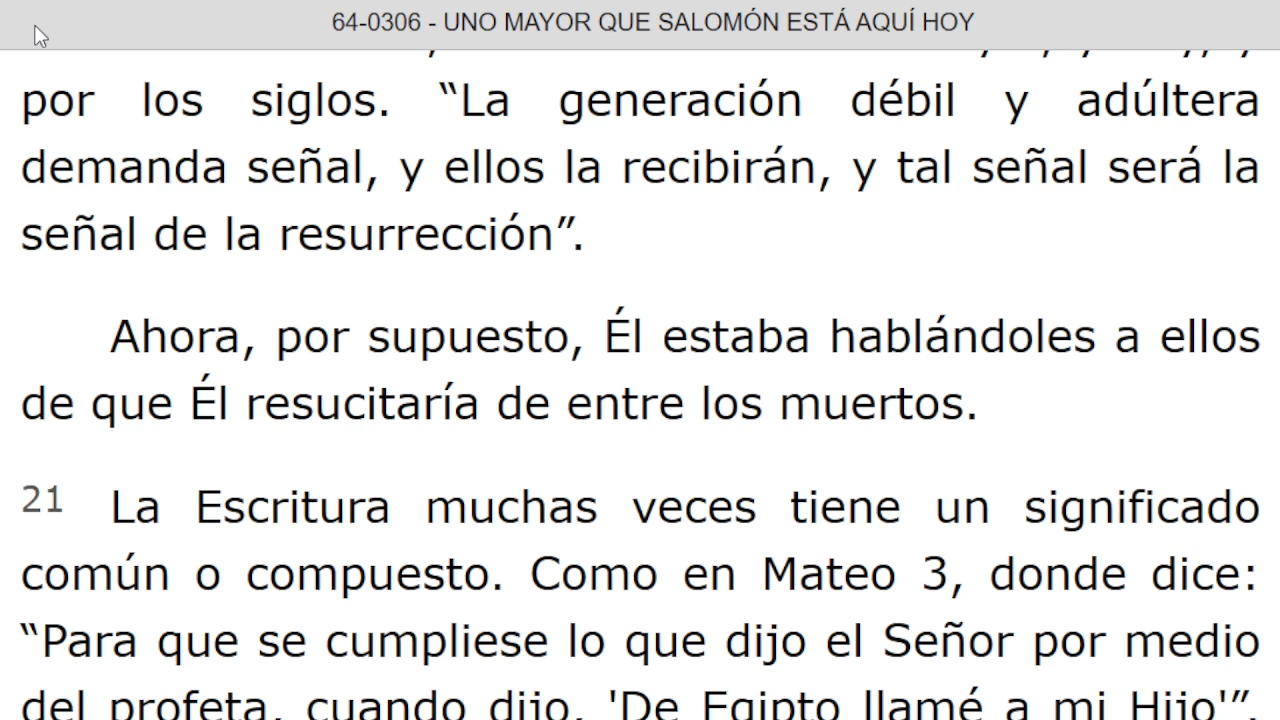 64-0306 - UNO MAYOR QUE SALOMÓN ESTÁ AQUÍ HOY
por los siglos. “La generación débil y adúltera
demanda señal, y ellos la recibirán, y tal señal será la
señal de la resurrección”.
Ahora, por supuesto, Él estaba hablándoles a ellos
de que Él resucitaría de entre los muertos.
21 La Escritura muchas veces tiene un significado
común o compuesto. Como en Mateo 3, donde dice:
“Para que se cumpliese lo que dijo el Señor por medio
del profeta, cuando dijo, 'De Egipto llamé a mi Hijo'”.